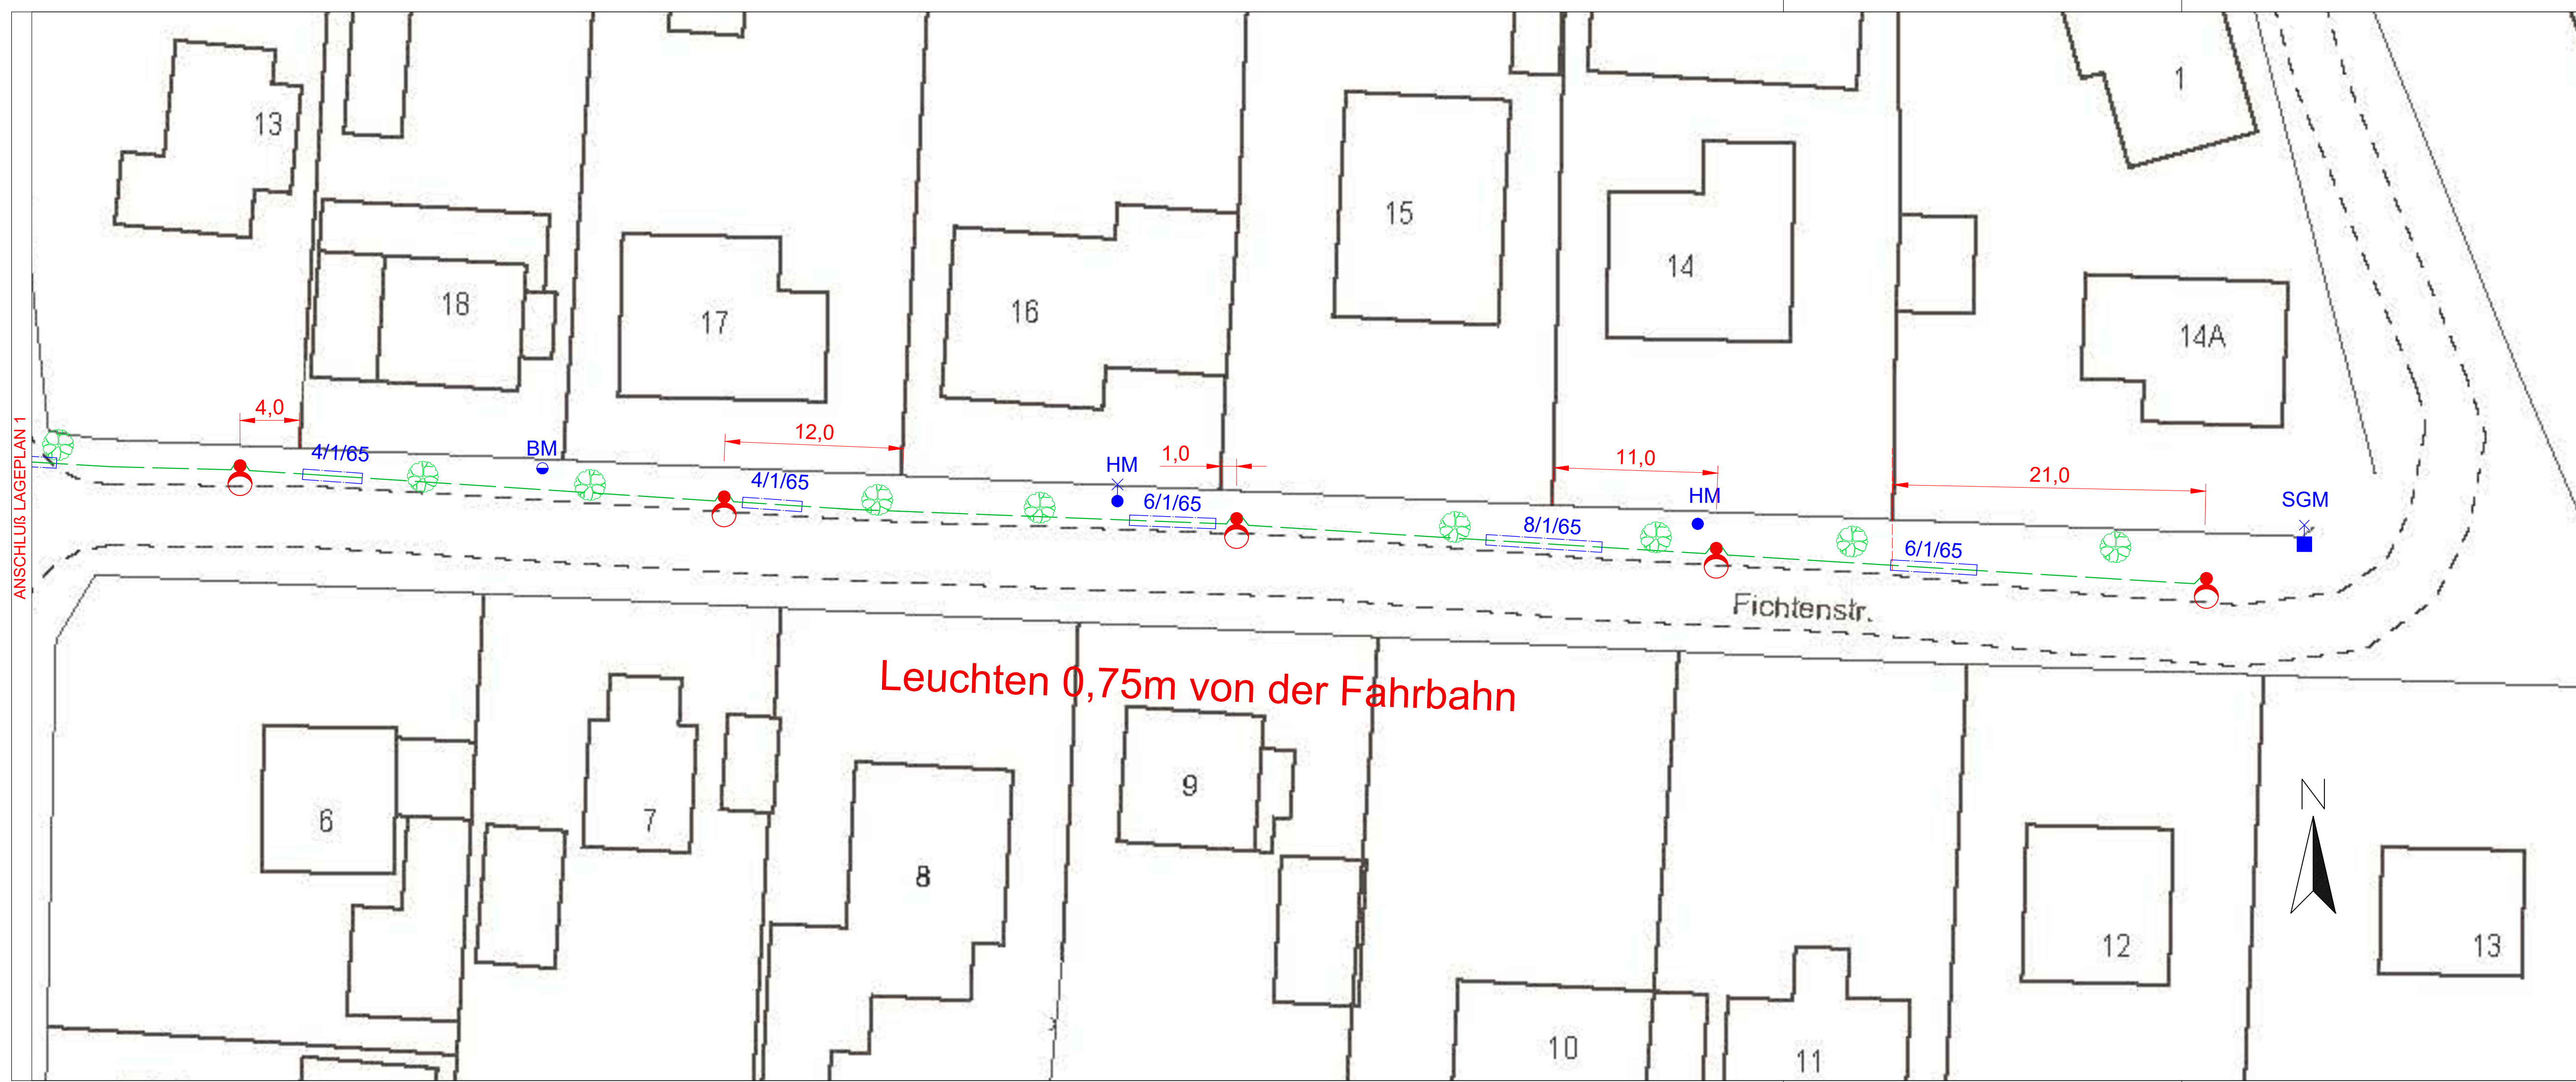 1
13
15
14
18
17
16
14A
ANSCHLUß LAGEPLAN 1
4,0
12,0
1,0
11,0
21,0
4/1/65
BM
4/1/65
HM
6/1/65
8/1/65
HM
6/1/65
SGM
Fichtenstr.
Leuchten 0,75m von der Fahrbahn
6
7
8
9
N
12
13
10
11